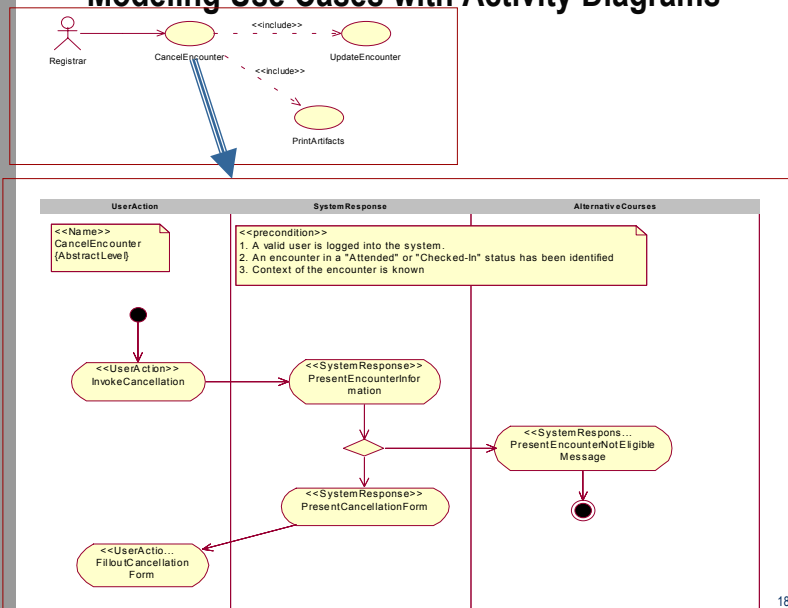 Modeling Use Cases with Activity Diagrams
<<include>>
Registrar
CancelEncounter
UpdateEncounter
<<include>>
PrintArtifacts
UserAction
SystemResponse
AlternativeCourses
<<Name>>
CancelEncounter
{AbstractLevel}
<<precondition>>
1. A valid user is logged into the system.
2. An encounter in a "Attended" or "Checked-In" status has been identified
3. Context of the encounter is known
<<UserAction>>
InvokeCancellation
<<SystemResponse>>
PresentEncounterInfor
mation
<<SystemRespons...
PresentEncounterNotEligible
Message
<<SystemResponse>>
PresentCancellationForm
<<UserActio...
FilloutCancellation
Form
18